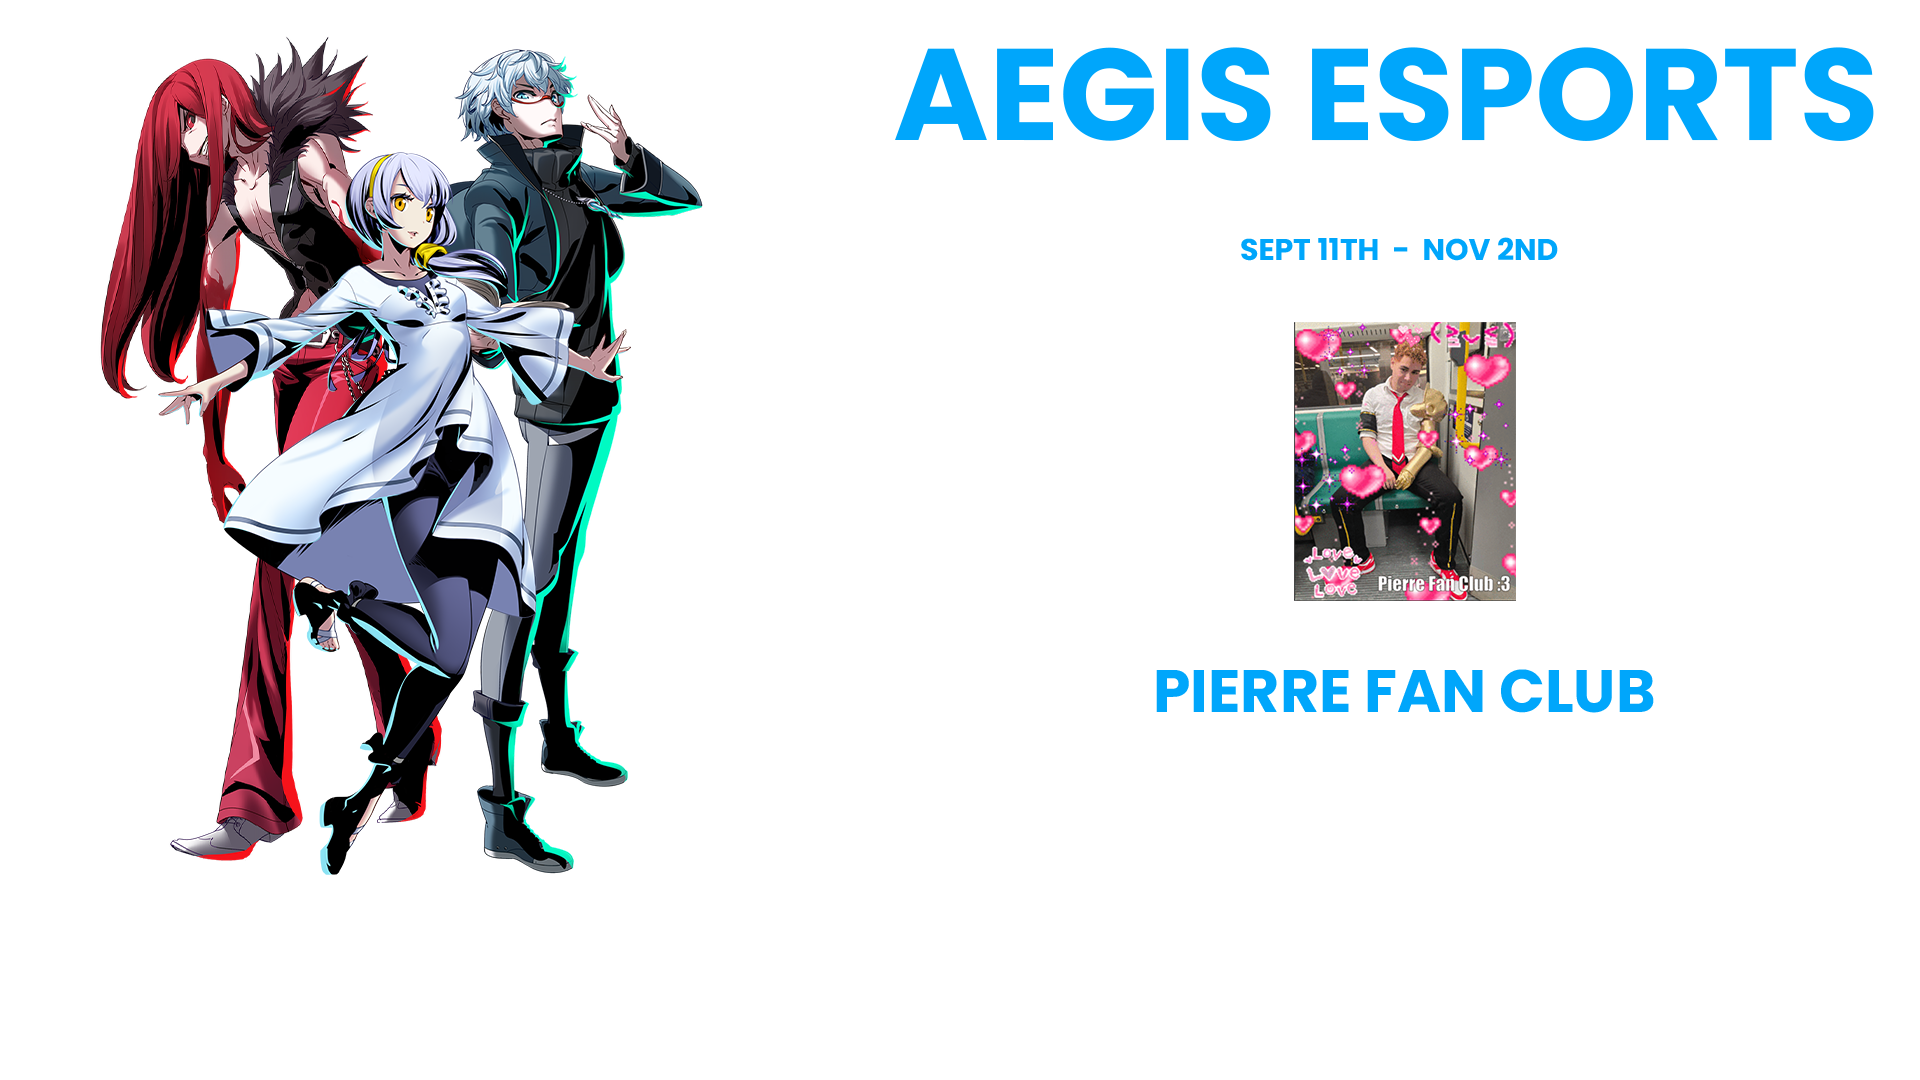 AEGIS ESPORTS
SEPT 11TH - NOV 2ND
(>◡<)
Love
Love
Love
Pierre Fan Club :3
PIERRE FAN CLUB